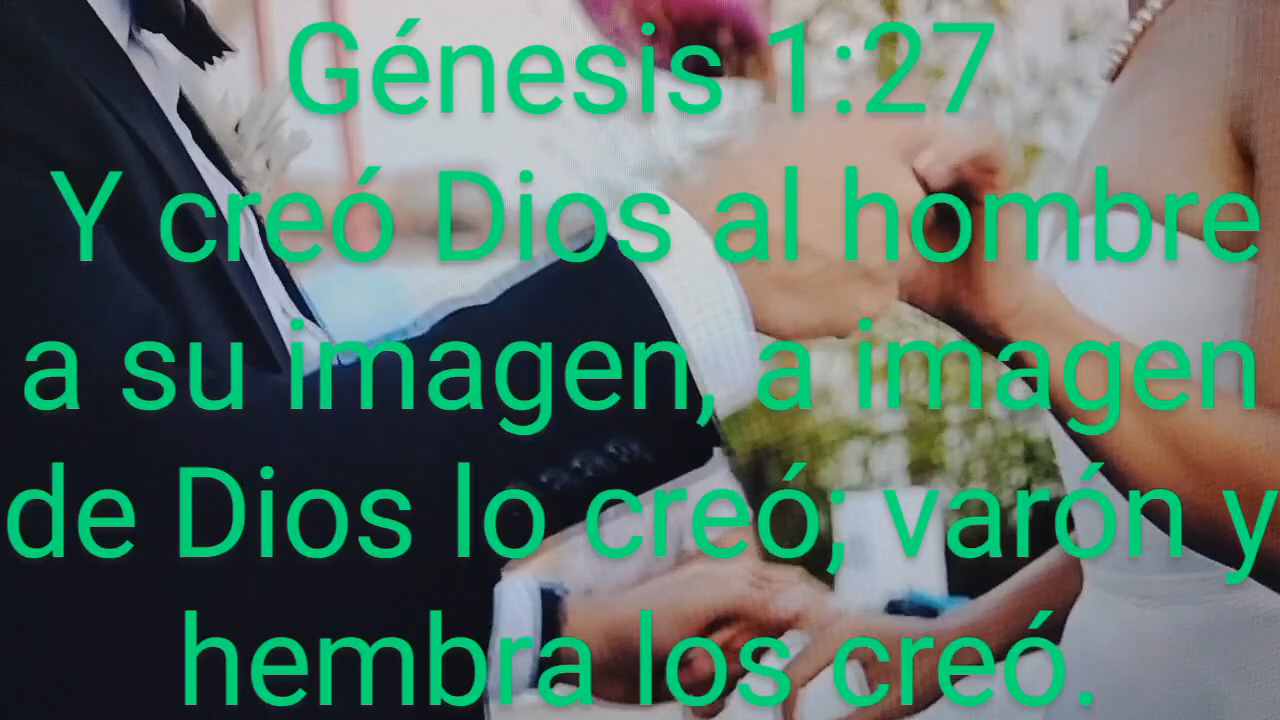 Génesis 1:27
Y creó Dios al hombre
a su imagen, a imagen
de Dios lo creó; varón y
hembra los creó.